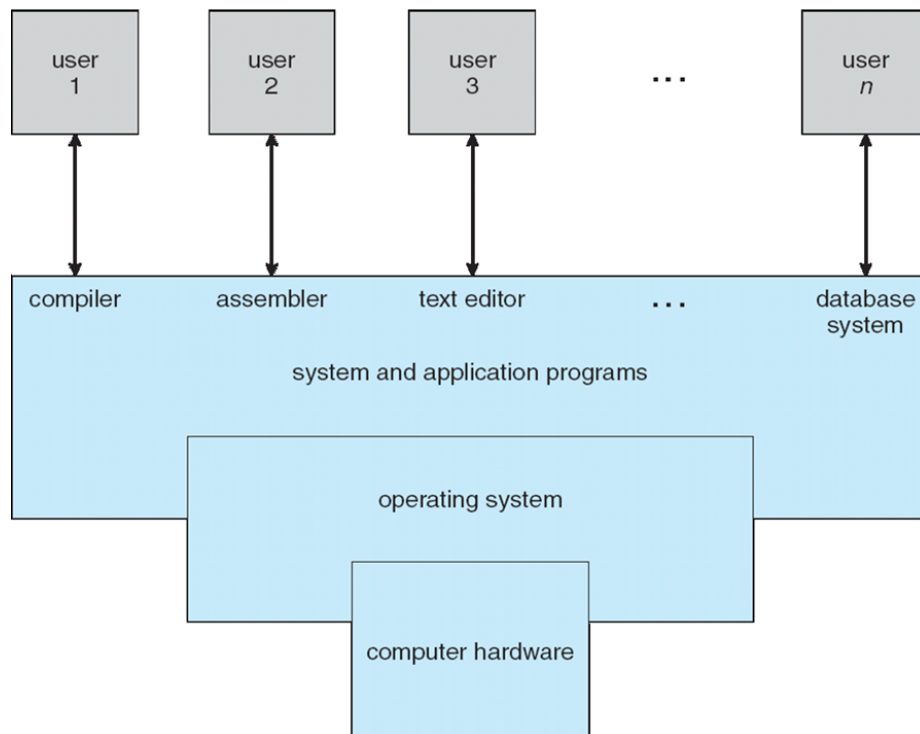 user
1
user
2
user
3
...
user
n
compiler
assembler
text editor
...
database
system
system and application programs
operating system
computer hardware